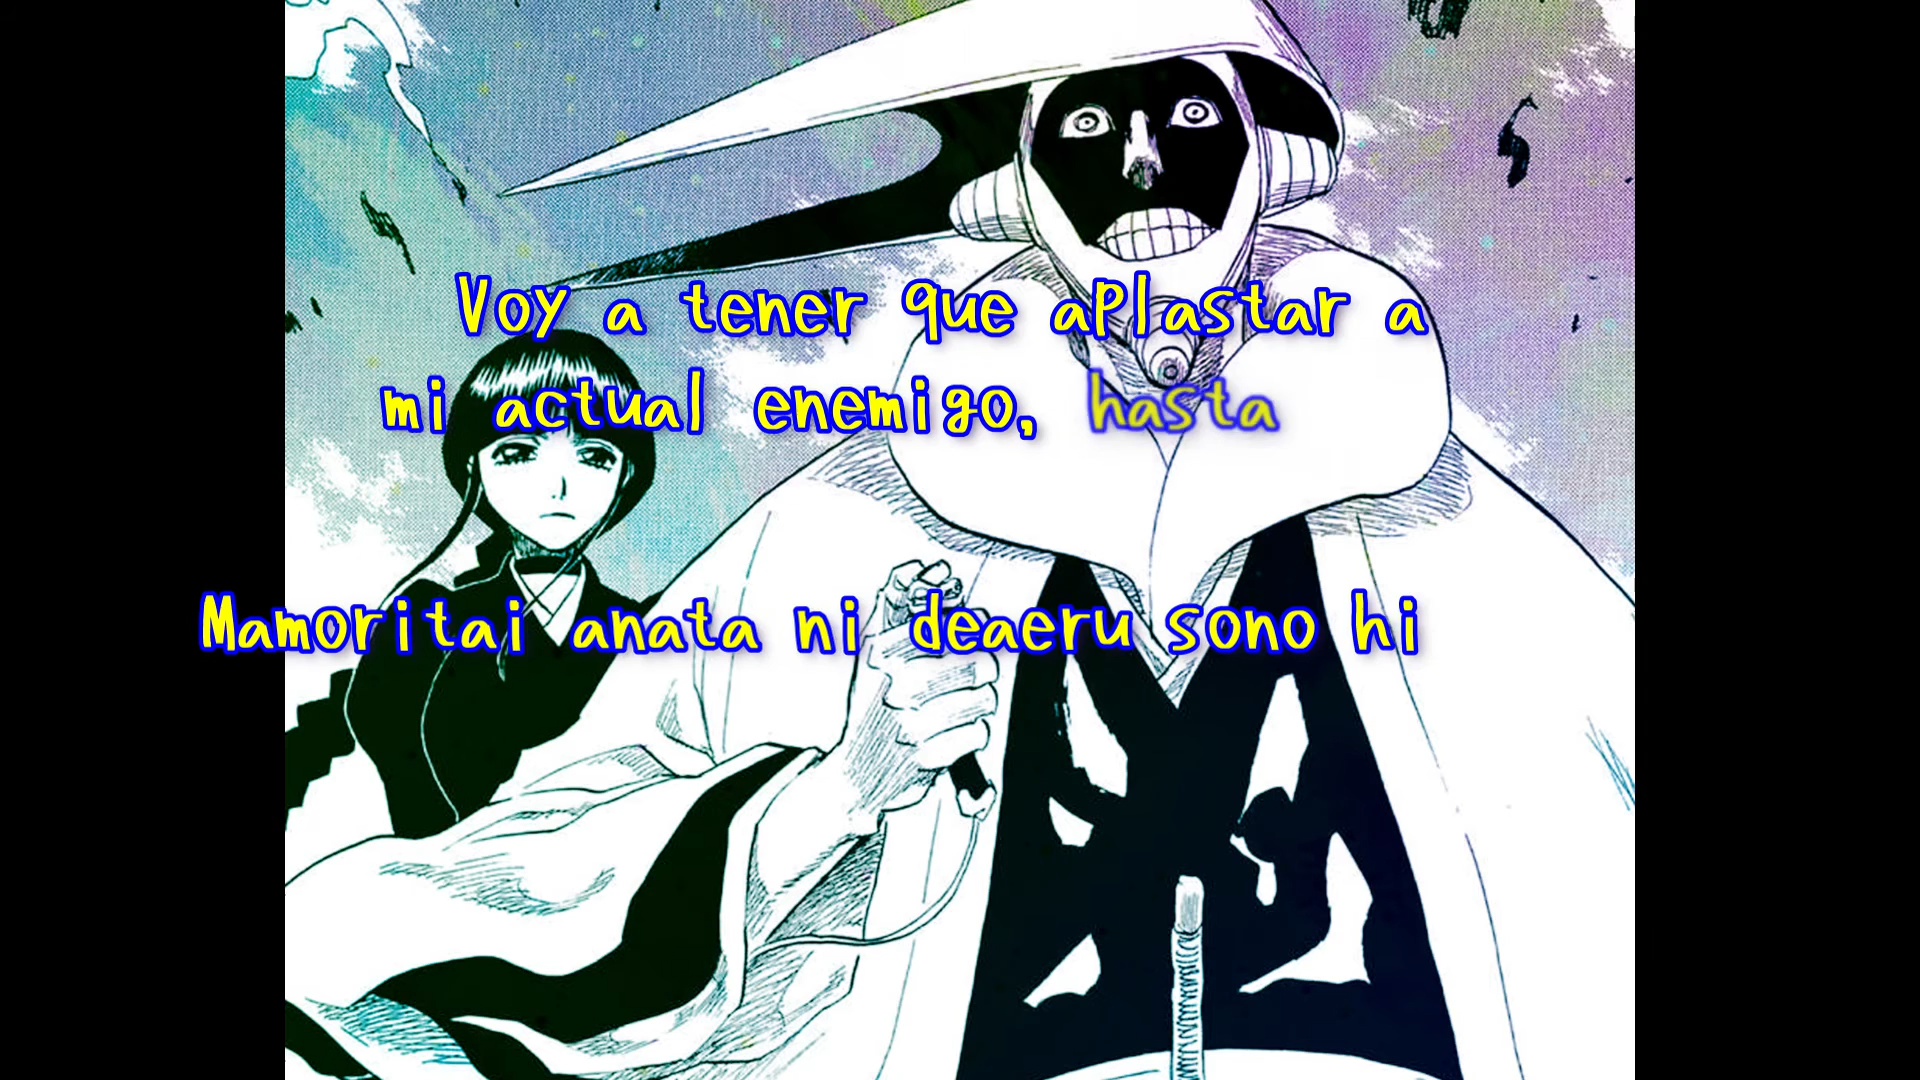 Voy a tener que aplastar a
mi actual enemigo, hasta
Mamoritai anata ni deaeru sono hi